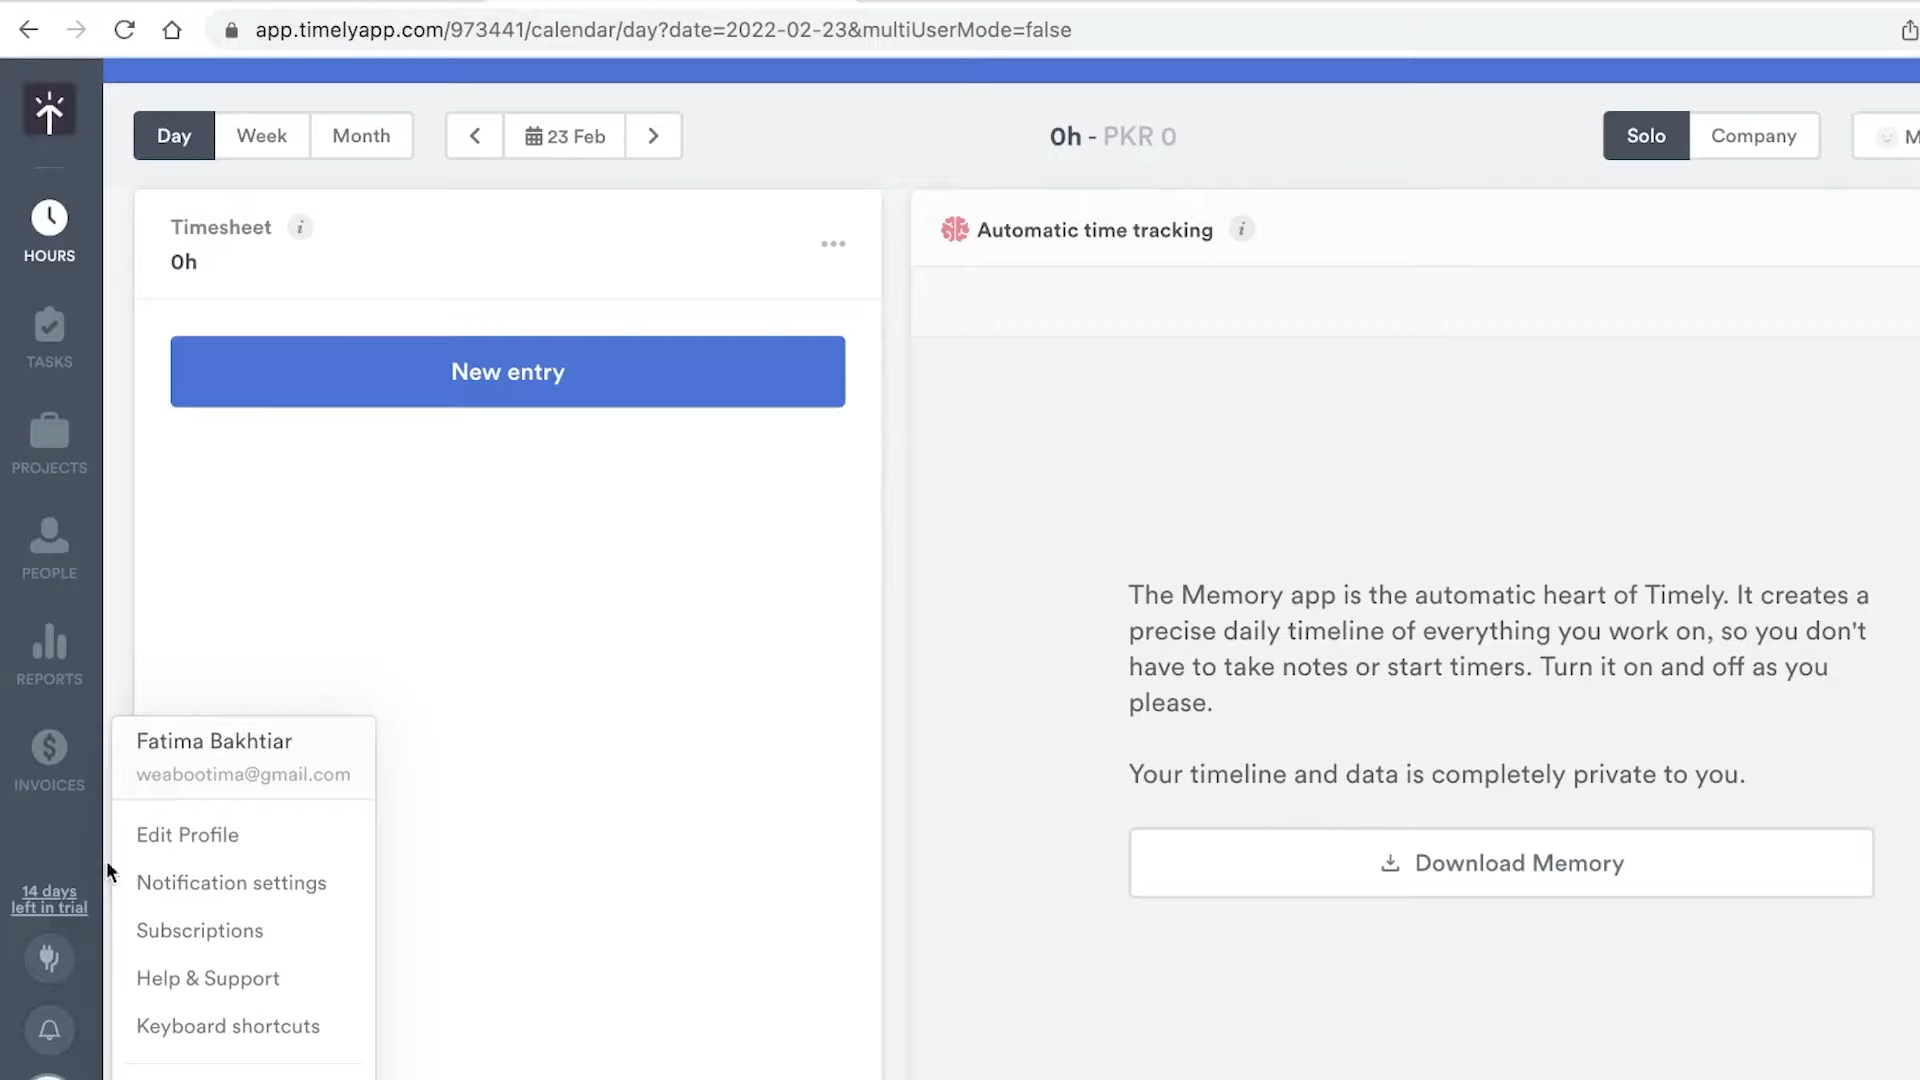 app.timelyapp.com/973441/calendar/day?date=2022-02-23&multiUserMode=false
Day
Week
Month
23 Feb
0h - PKR 0
Solo
Company
M
HOURS
TASKS
PROJECTS
PEOPLE
REPORTS
INVOICES
14 days
left in trial
Timesheet i
0h
New entry
Automatic time tracking i
The Memory app is the automatic heart of Timely. It creates a
precise daily timeline of everything you work on, so you don't
have to take notes or start timers. Turn it on and off as you
please.
Your timeline and data is completely private to you.
Download Memory
Fatima Bakhtiar
weabootima@gmail.com
Edit Profile
Notification settings
Subscriptions
Help & Support
Keyboard shortcuts